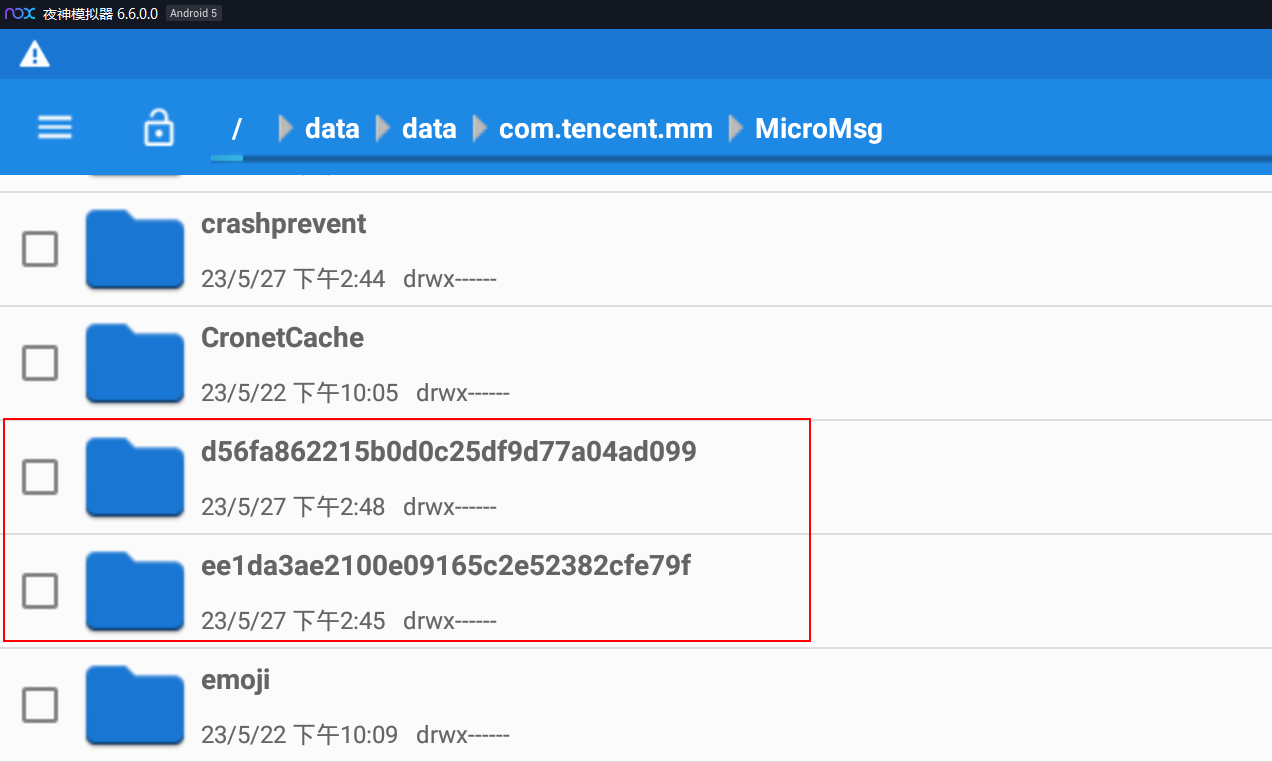 nox 夜神模拟器 6.6.0.0 Android 5
/ data data com.tencent.mm MicroMsg
crashprevent
23/5/27 下午2:44 drwx------
CronetCache
23/5/22 下午10:05 drwx------
d56fa862215b0d0c25df9d77a04ad099
23/5/27 下午2:48 drwx------
ee1da3ae2100e09165c2e52382cfe79f
23/5/27 下午2:45 drwx------
emoji
23/5/22 下午10:09 drwx------